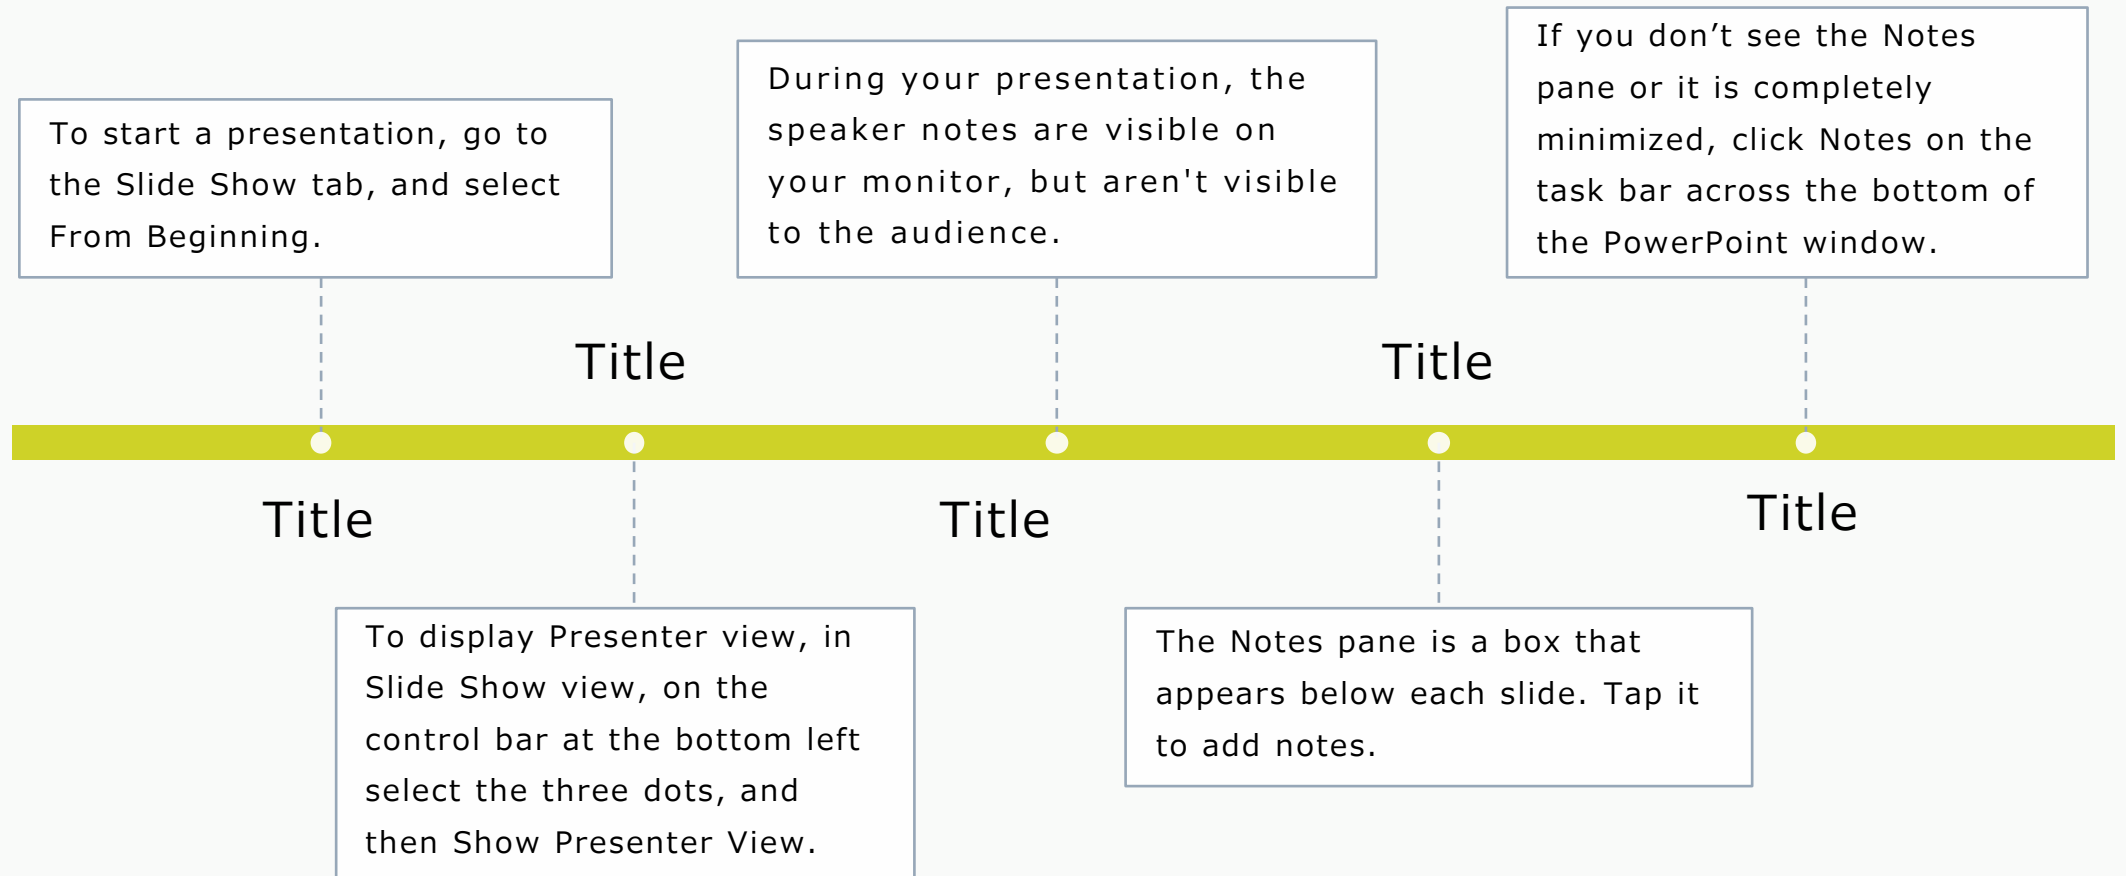 To start a presentation, go to
the Slide Show tab, and select
From Beginning.
Title
Title
To display Presenter view, in
Slide Show view, on the
control bar at the bottom left
select the three dots, and
then Show Presenter View.
During your presentation, the
speaker notes are visible on
your monitor, but aren't visible
to the audience.
Title
Title
The Notes pane is a box that
appears below each slide. Tap it
to add notes.
If you don’t see the Notes
pane or it is completely
minimized, click Notes on the
task bar across the bottom of
the PowerPoint window.
Title